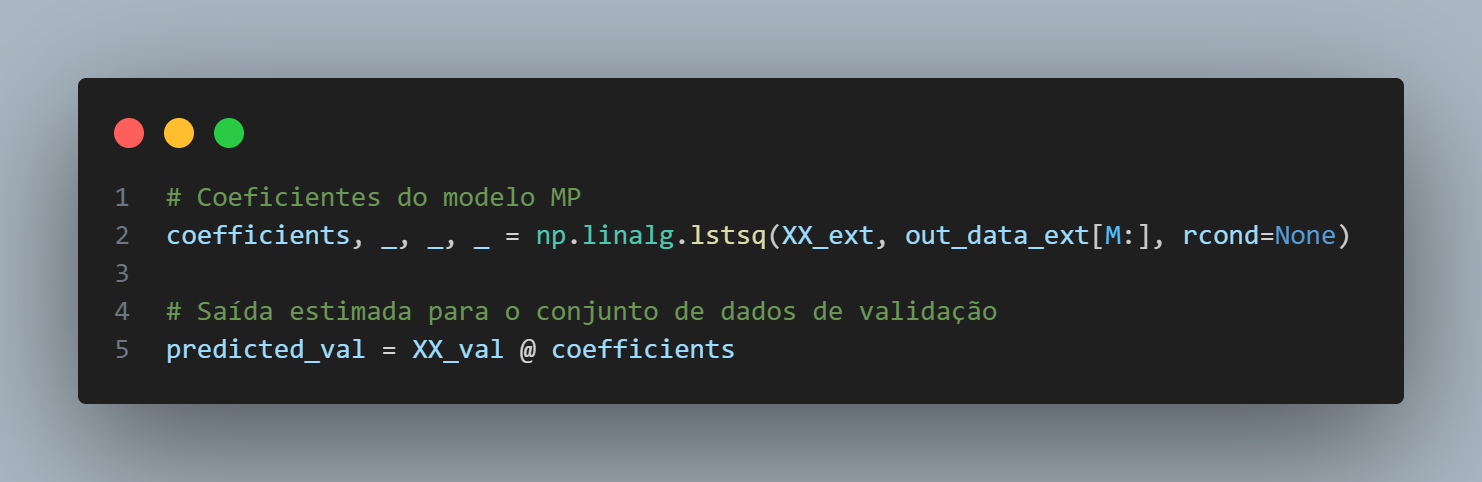 1 # Coeficientes do modelo MP
2 coefficients, _, _, _ = np.linalg.lstsq(XX_ext, out_data_ext[M:], rcond=None)
3
4 # Saída estimada para o conjunto de dados de validação
5 predicted_val = XX_val @ coefficients